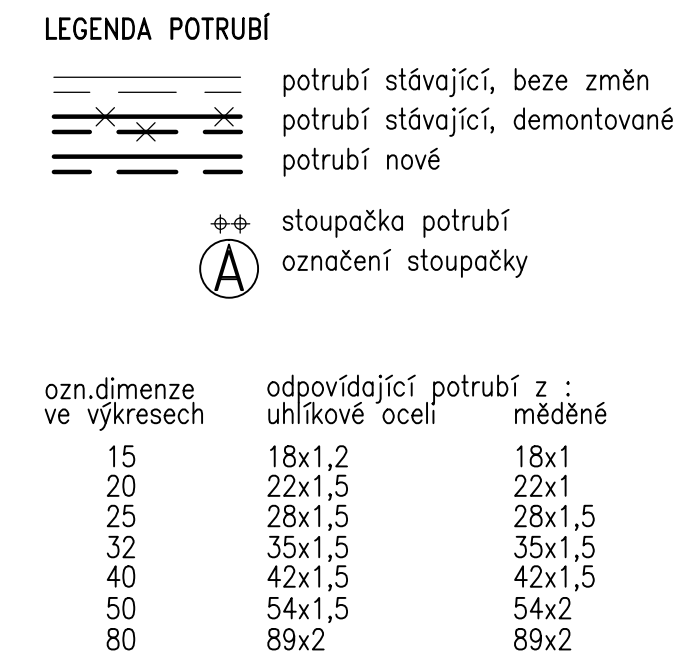 LEGENDA POTRUBÍ
potrubí stávající, beze změn
potrubí stávající, demontované
potrubí nové
stoupačka potrubí
A označení stoupačky
ozn.dimenze odpovídající potrubí z :
ve výkresech uhlíkové oceli měděné
15 18x1,2 18x1
20 22x1,5 22x1
25 28x1,5 28x1,5
32 35x1,5 35x1,5
40 42x1,5 42x1,5
50 54x1,5 54x2
80 89x2 89x2